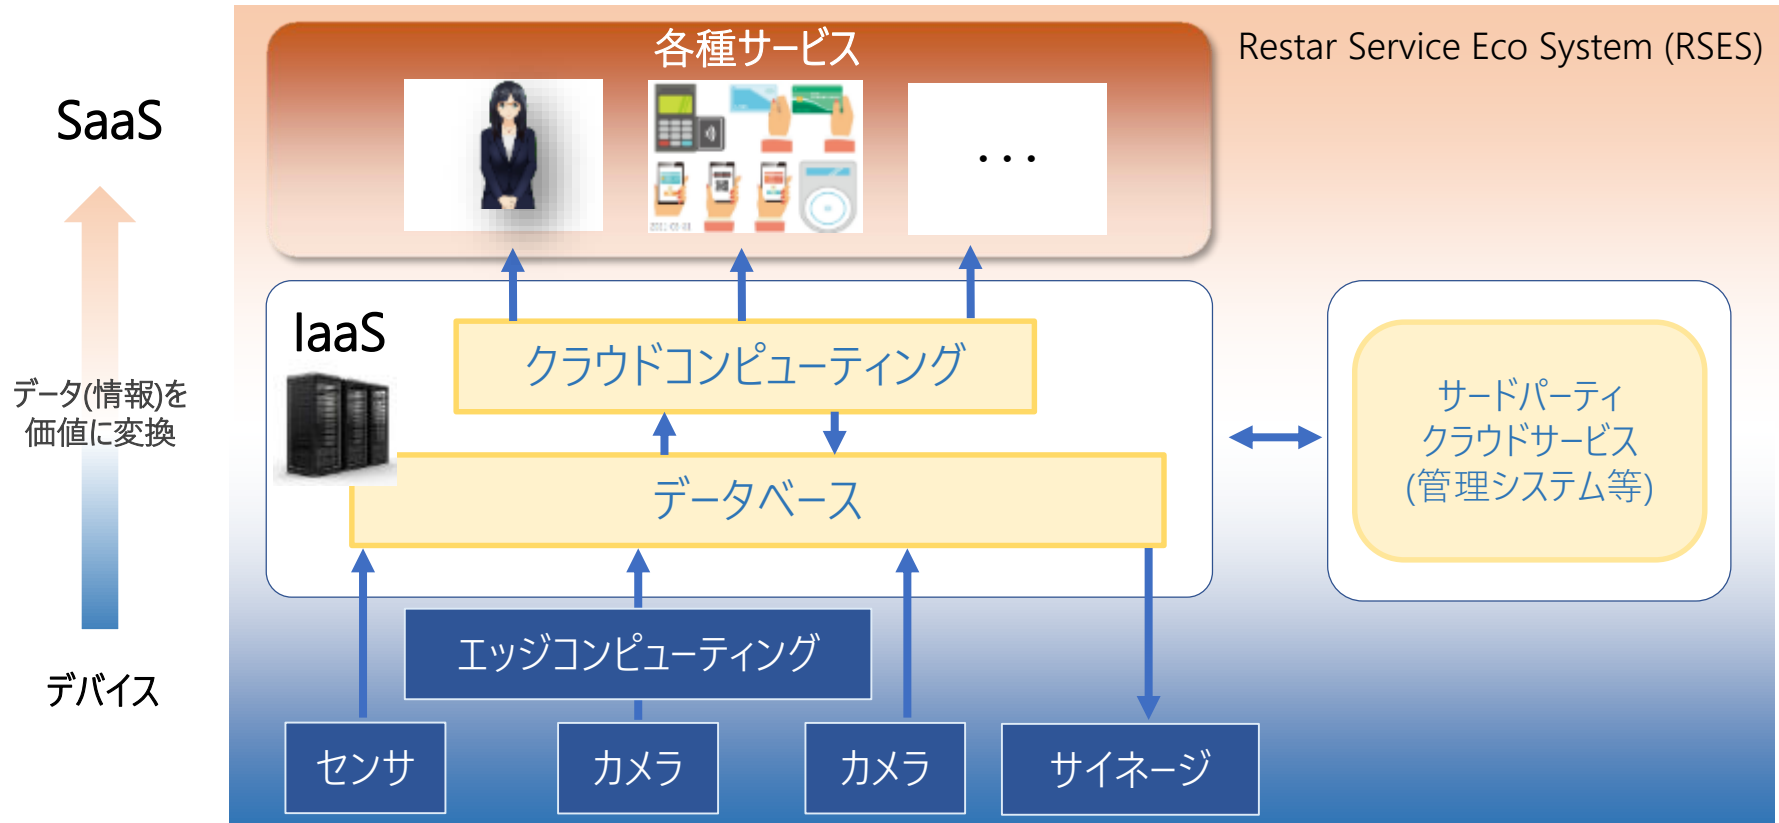 Restar Service Eco System (RSES)
各種サービス
・・・
SaaS
データ(情報)を
価値に変換
デバイス
IaaS
クラウドコンピューティング
データベース
サードパーティ
クラウドサービス
(管理システム等)
エッジコンピューティング
センサ
カメラ
カメラ
サイネージ